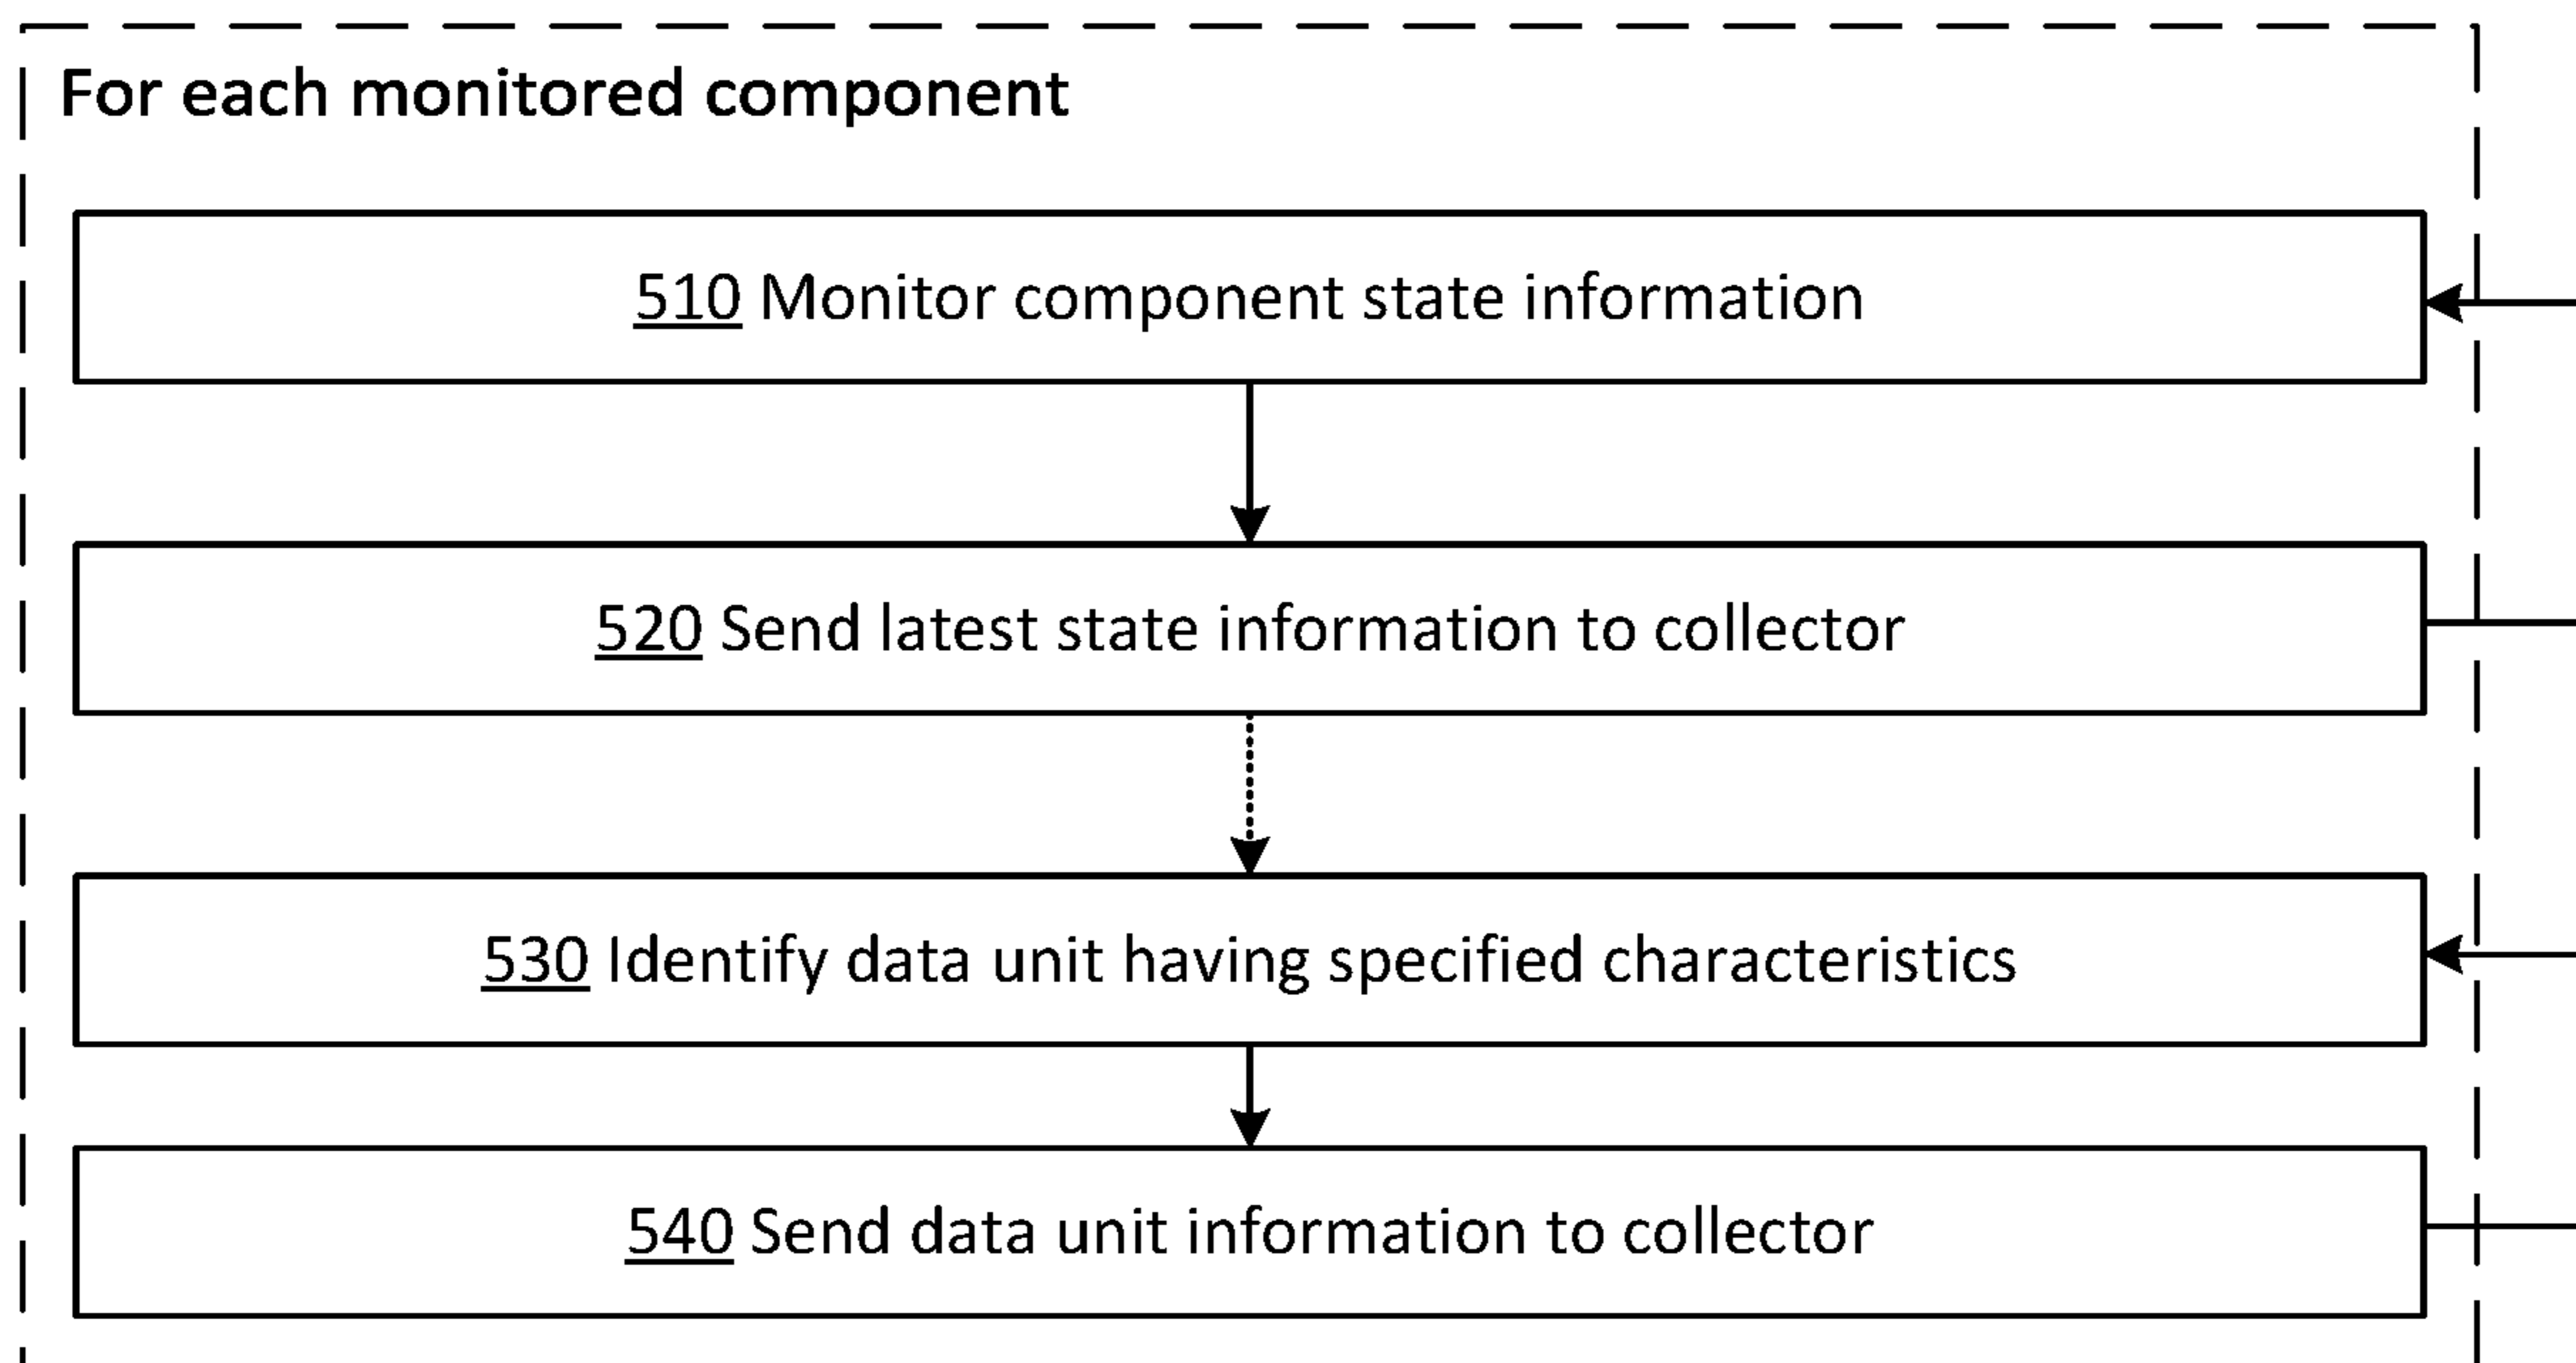 For each monitored component
510 Monitor component state information
520 Send latest state information to collector
530 Identify data unit having specified characteristics
540 Send data unit information to collector